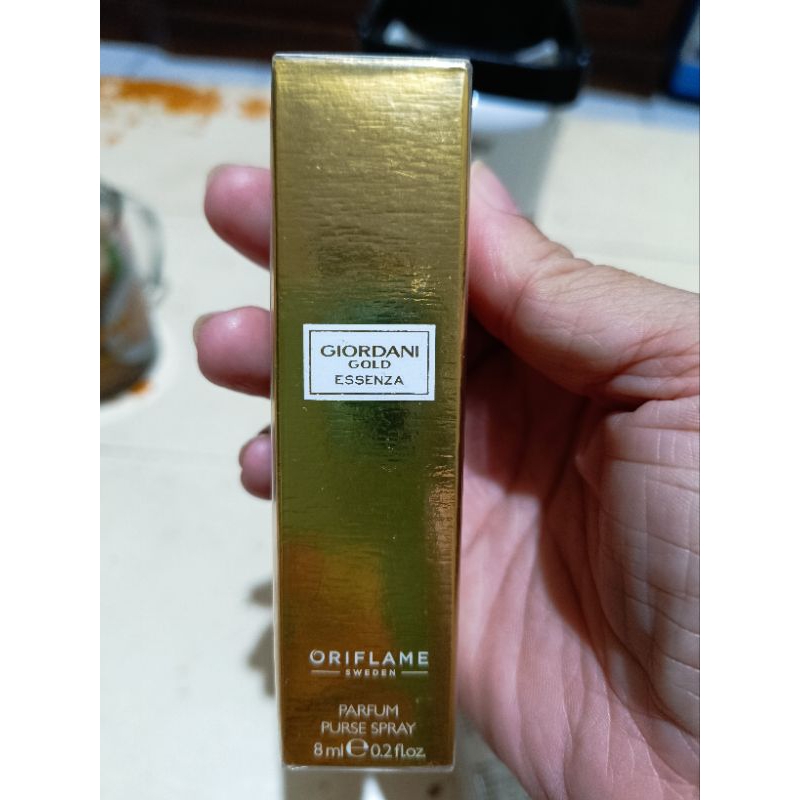 GIORDANI
GOLD
ESSENZA
ORIFLAME
SWEDEN
PARFUM
PURSE SPRAY
8 ml ℮ 0.2 fl.oz.